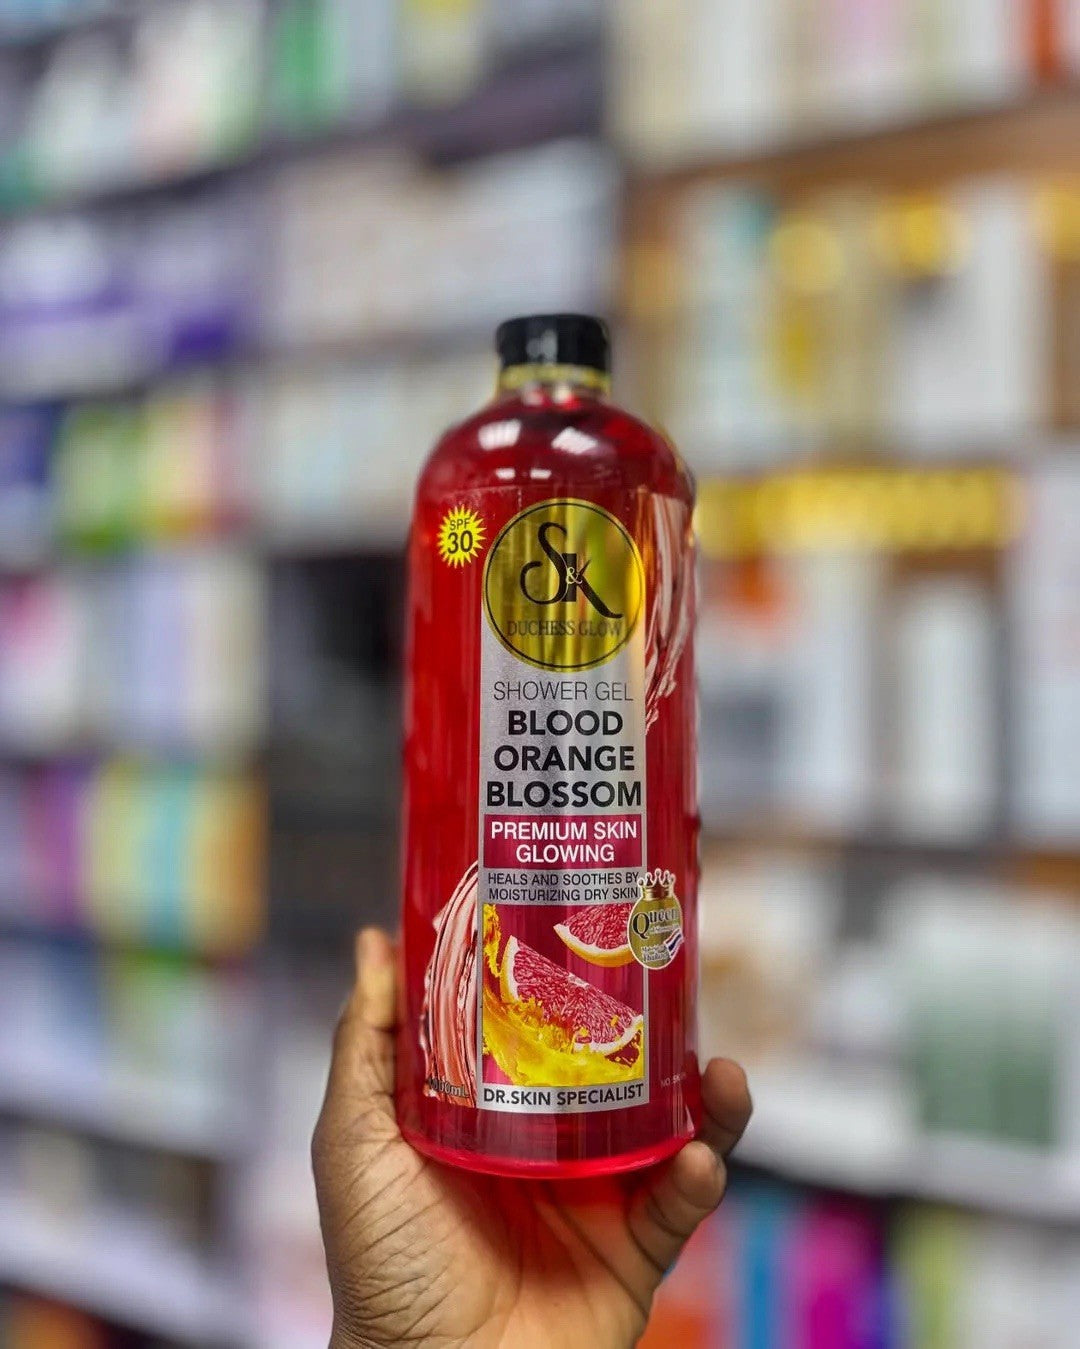 SPF
30
S&K
DUCHESS GLOW
SHOWER GEL
BLOOD
ORANGE
BLOSSOM
PREMIUM SKIN
GLOWING
HEALS AND SOOTHES BY
MOISTURIZING DRY SKIN
Queen
Thailand
DR.SKIN SPECIALIST